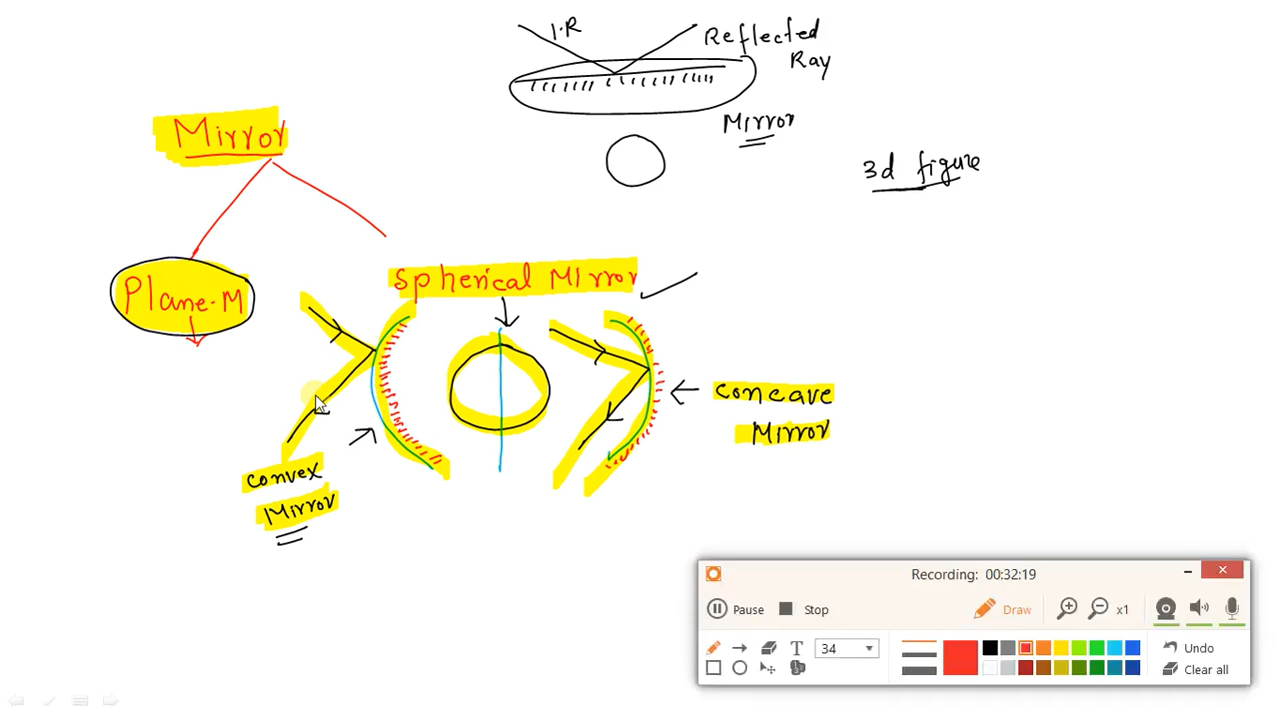 I.R
Reflected
Ray
Mirror
Mirror
3d figure
Plane-M
Spherical Mirror
concave
Mirror
convex
Mirror
Recording: 00:32:19
Pause
Stop
Draw
x1
T
34
Undo
Clear all